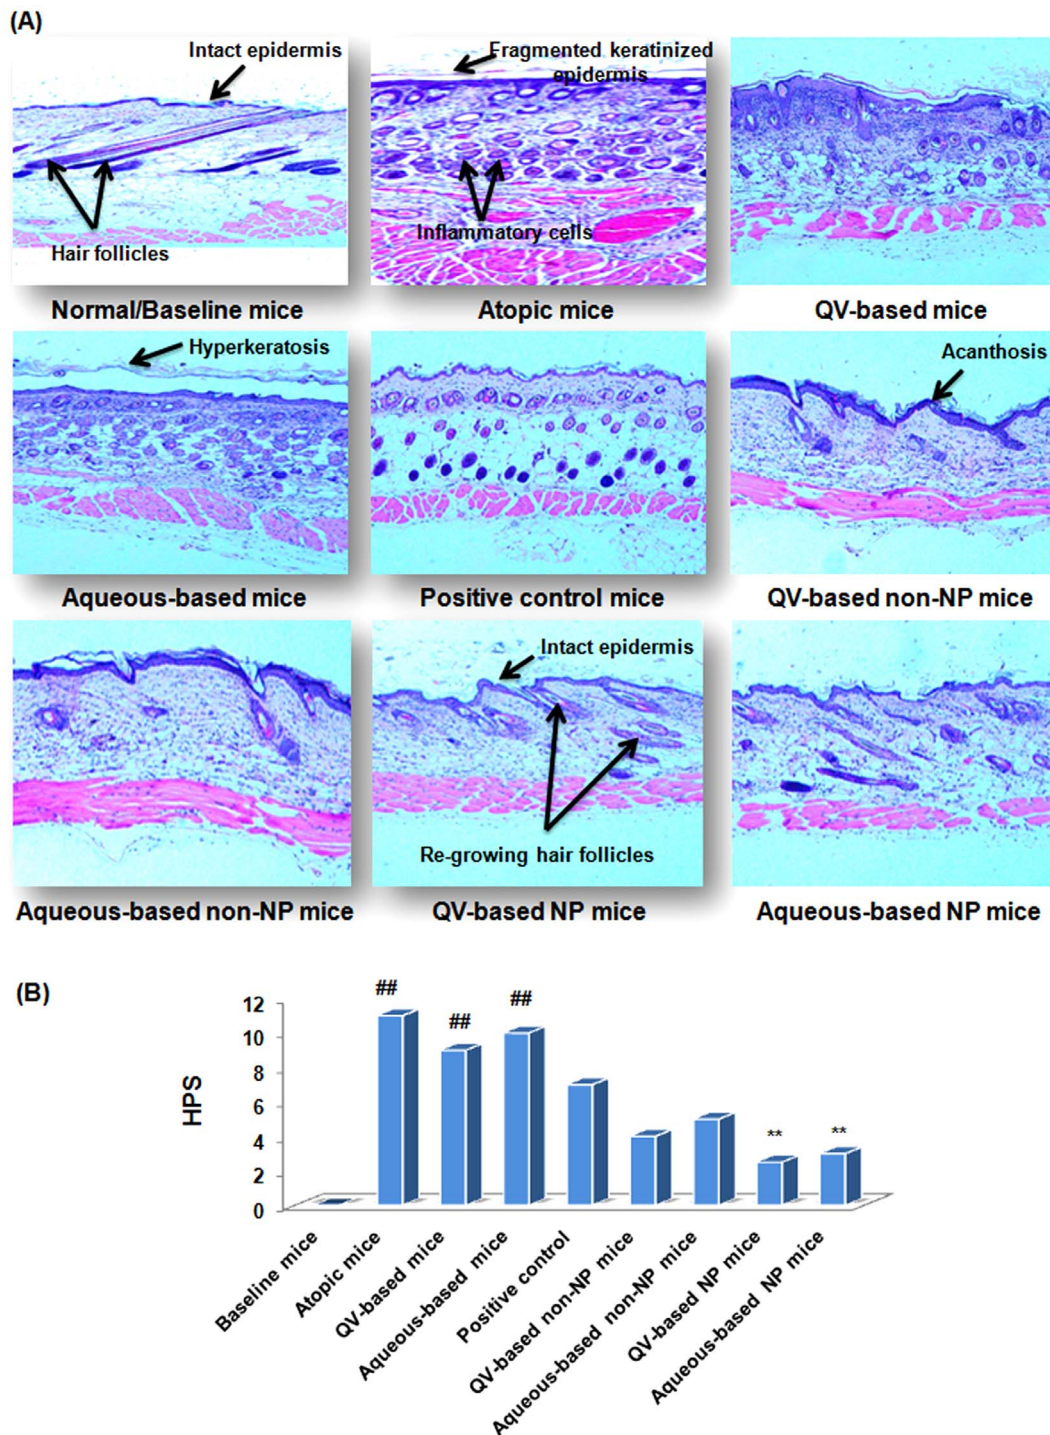 (A)
Intact epidermis
Hair follicles
Normal/Baseline mice
Fragmented keratinized
epidermis
Inflammatory cells
Atopic mice
QV-based mice
Hyperkeratosis
Aqueous-based mice
Positive control mice
Acanthosis
QV-based non-NP mice
Aqueous-based non-NP mice
Intact epidermis
Re-growing hair follicles
QV-based NP mice
Aqueous-based NP mice
(B)
HPS
12
10
8
6
4
2
0
##
##
##
**
**
Baseline mice
Atopic mice
QV-based mice
Aqueous-based mice
Positive control
QV-based non-NP mice
Aqueous-based non-NP mice
QV-based NP mice
Aqueous-based NP mice